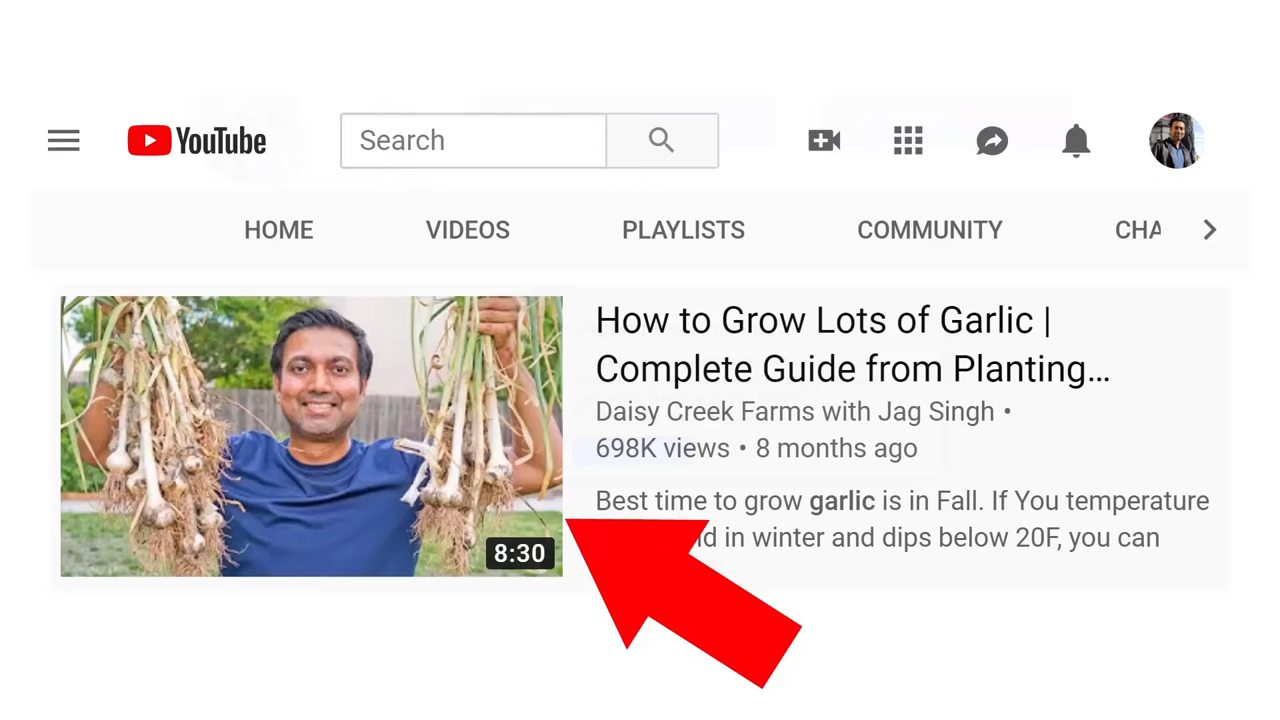 YouTube
Search
HOME VIDEOS PLAYLISTS COMMUNITY CHA
How to Grow Lots of Garlic |
Complete Guide from Planting...
Daisy Creek Farms with Jag Singh •
698K views • 8 months ago
Best time to grow garlic is in Fall. If You temperature
in winter and dips below 20F, you can
8:30